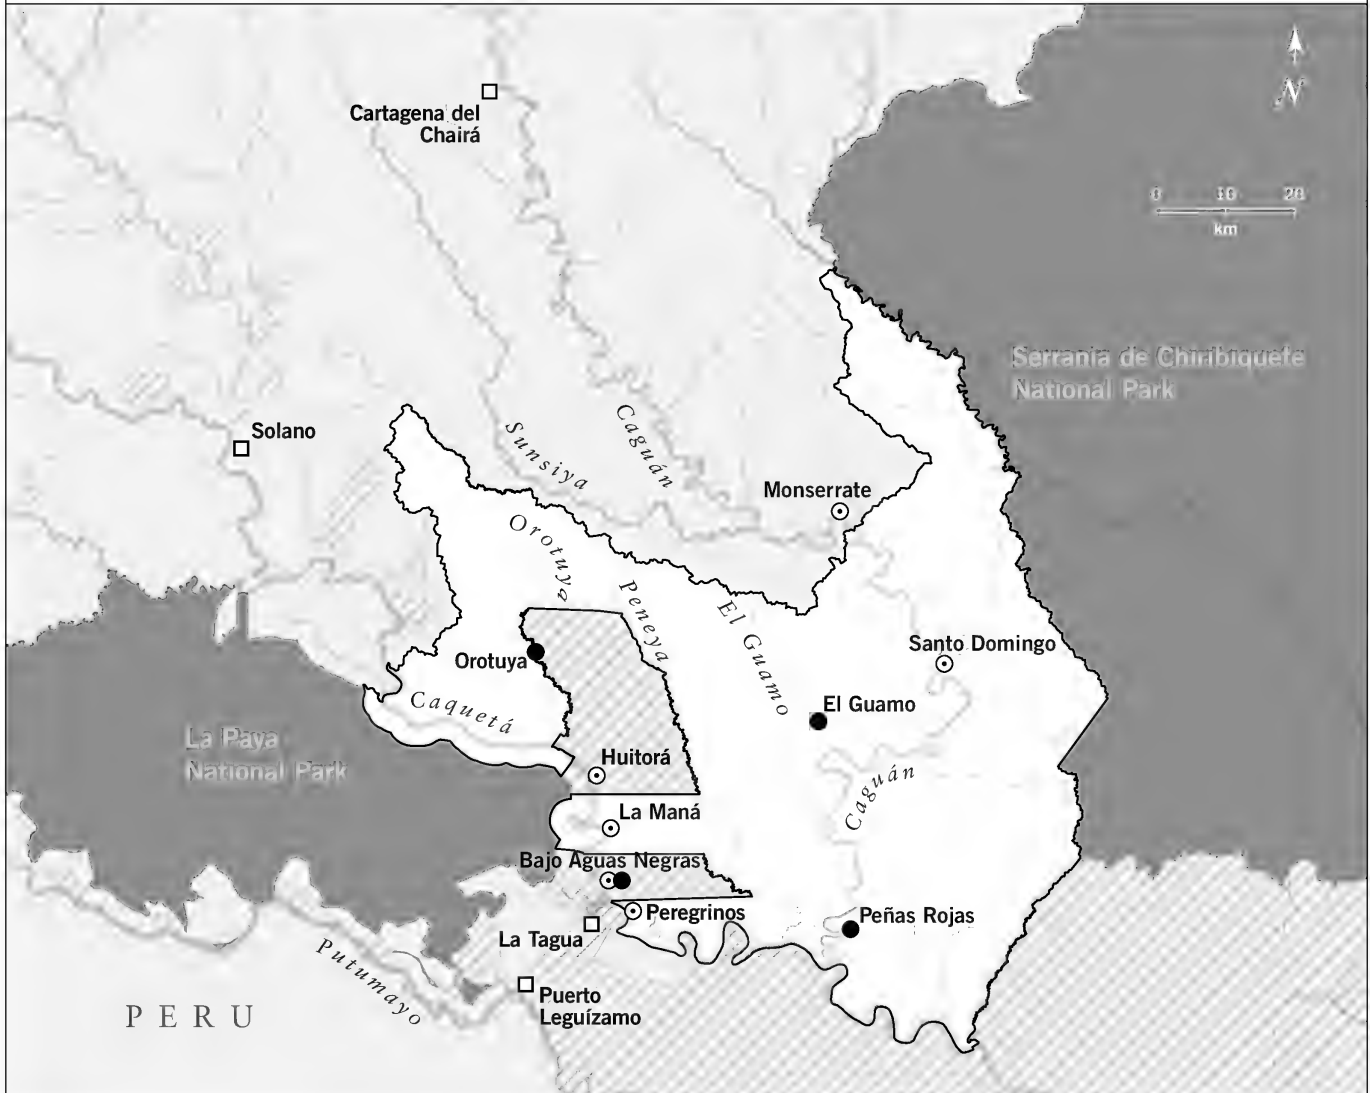 Cartagena del
Chairá
N
0 10 20
km
Serrania de Chiribiquete
National Park
Solano
Sunsiya
Caguán
Monserrate
Orotuya
Peneya
El Guamo
Santo Domingo
Orotuya
Caquetá
El Guamo
La Paya
National Park
Huitorá
Caguán
La Maná
Bajo Aguas Negras
Peregrinos
Peñas Rojas
La Tagua
Putumayo
Puerto
Leguízamo
PERU